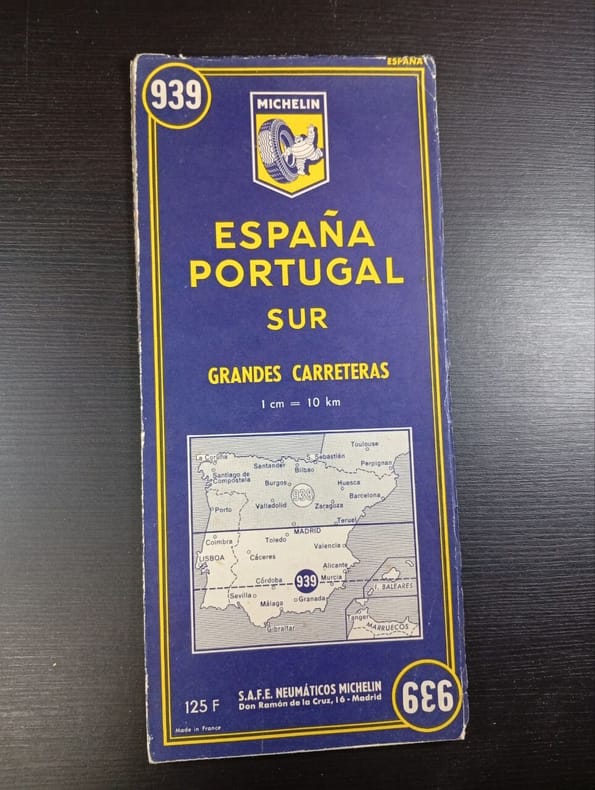 ESPAÑA
939
MICHELIN
ESPAÑA
PORTUGAL
SUR
GRANDES CARRETERAS
1 cm = 10 km
Toulouse
La Coruña
Santander
S. Sebastián
Bilbao
Perpignan
Santiago de
Compostela
Burgos
Huesca
938
Barcelona
Porto
Valladolid
Zaragoza
Teruel
MADRID
Coimbra
Toledo
Valencia
LISBOA
Cáceres
Alicante
Córdoba
939
Murcia
I. BALEARES
Sevilla
Granada
Málaga
Tanger
Gibraltar
MARRUECOS
125 F
S.A.F.E. NEUMÁTICOS MICHELIN
Don Ramón de la Cruz, 16 - Madrid
939
Made in France